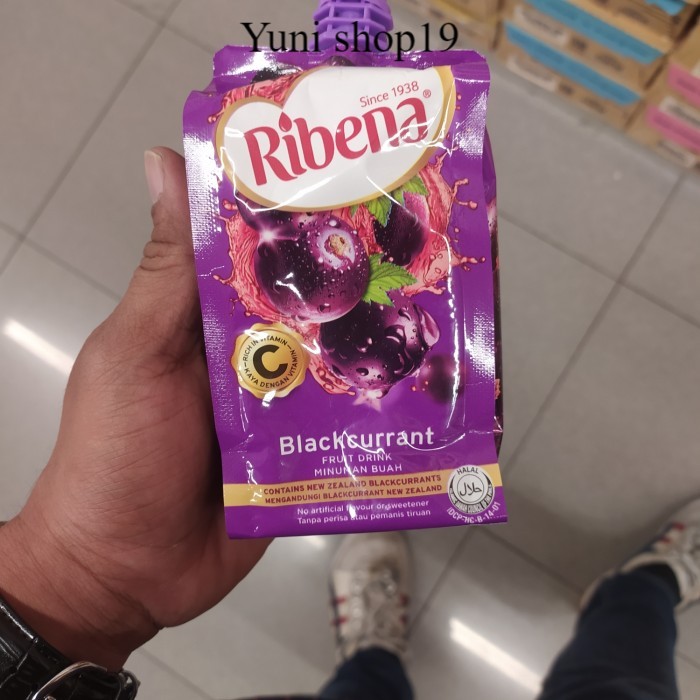 Yuni shop19
Since 1938
Ribena®
RICH IN VITAMIN
C
KAYA DENGAN VITAMIN
Blackcurrant
FRUIT DRINK
MINUMAN BUAH
CONTAINS NEW ZEALAND BLACKCURRANTS
MENGANDUNGI BLACKCURRANT NEW ZEALAND
No artificial flavour or sweetener
Tanpa perisa atau pemanis tiruan
HALAL
حلال